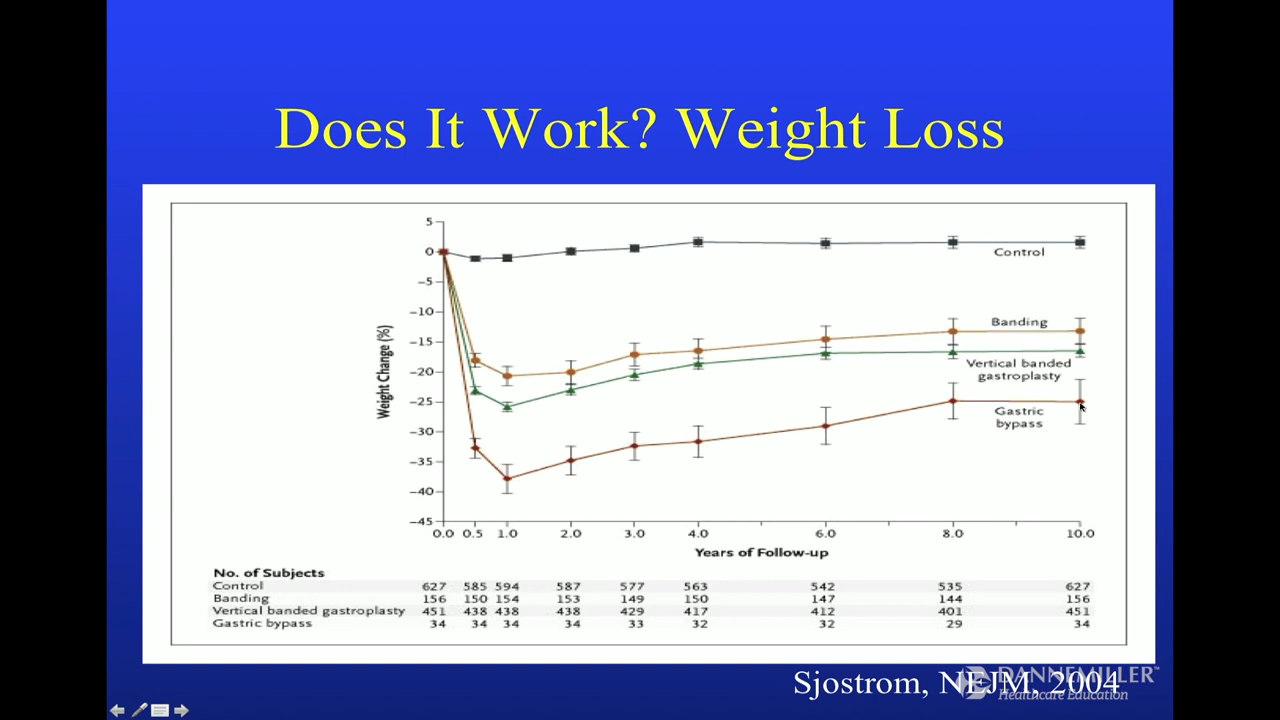 Does It Work? Weight Loss
5
0
−5
−10
−15
−20
−25
−30
−35
−40
−45
Weight Change (%)
Control
Banding
Vertical banded
gastroplasty
Gastric
bypass
0.0 0.5 1.0 2.0 3.0 4.0 6.0 8.0 10.0
Years of Follow-up
No. of Subjects
Control 627 585 594 587 577 563 542 535 627
Banding 156 150 154 153 149 150 147 144 156
Vertical banded gastroplasty 451 438 438 438 429 417 412 401 451
Gastric bypass 34 34 34 34 33 32 32 29 34
Sjostrom, NEJM, 2004
DANNEMILLER™
Healthcare Education